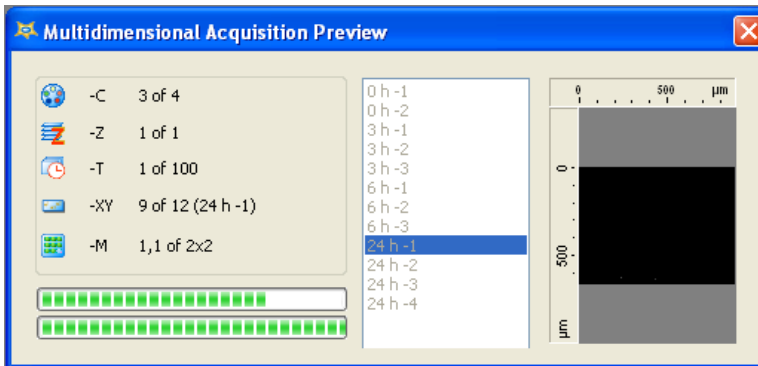 Multidimensional Acquisition Preview
-C 3 of 4
-Z 1 of 1
-T 1 of 100
-XY 9 of 12 (24 h -1)
-M 1,1 of 2x2
0 h -1
0 h -2
3 h -1
3 h -2
3 h -3
6 h -1
6 h -2
6 h -3
24 h -1
24 h -2
24 h -3
24 h -4
0 500 µm
0
500
µm